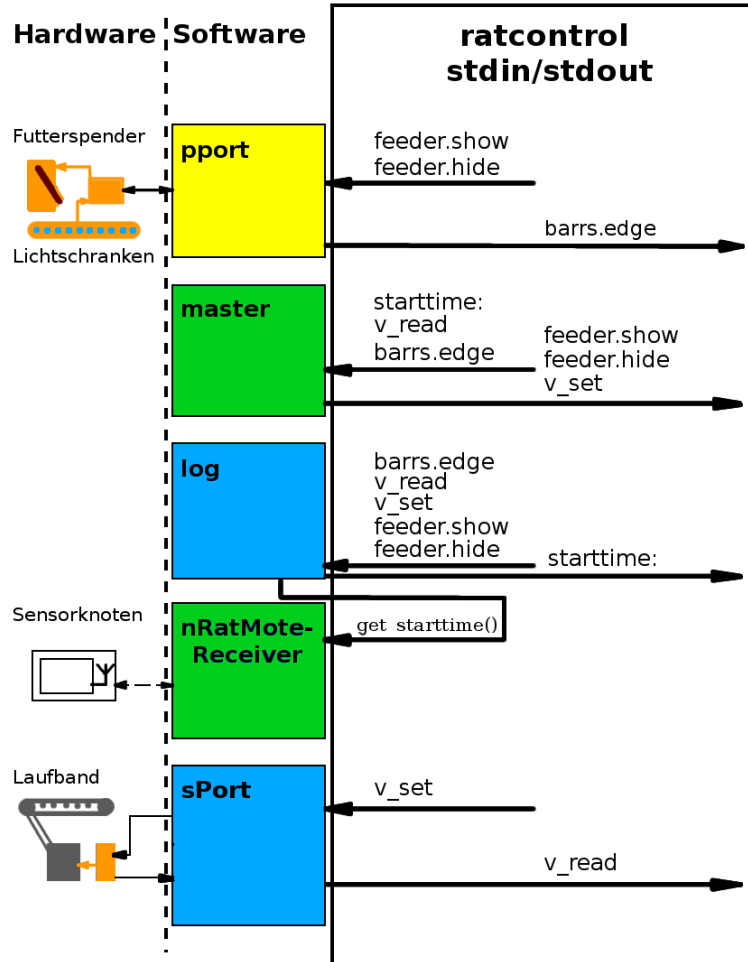 Hardware
Software
ratcontrol
stdin/stdout
Futterspender
Lichtschranken
pport
feeder.show
feeder.hide
barrs.edge
master
starttime:
v_read
barrs.edge
feeder.show
feeder.hide
v_set
log
barrs.edge
v_read
v_set
feeder.show
feeder.hide
starttime:
Sensorknoten
nRatMote-
Receiver
get starttime()
Laufband
sPort
v_set
v_read